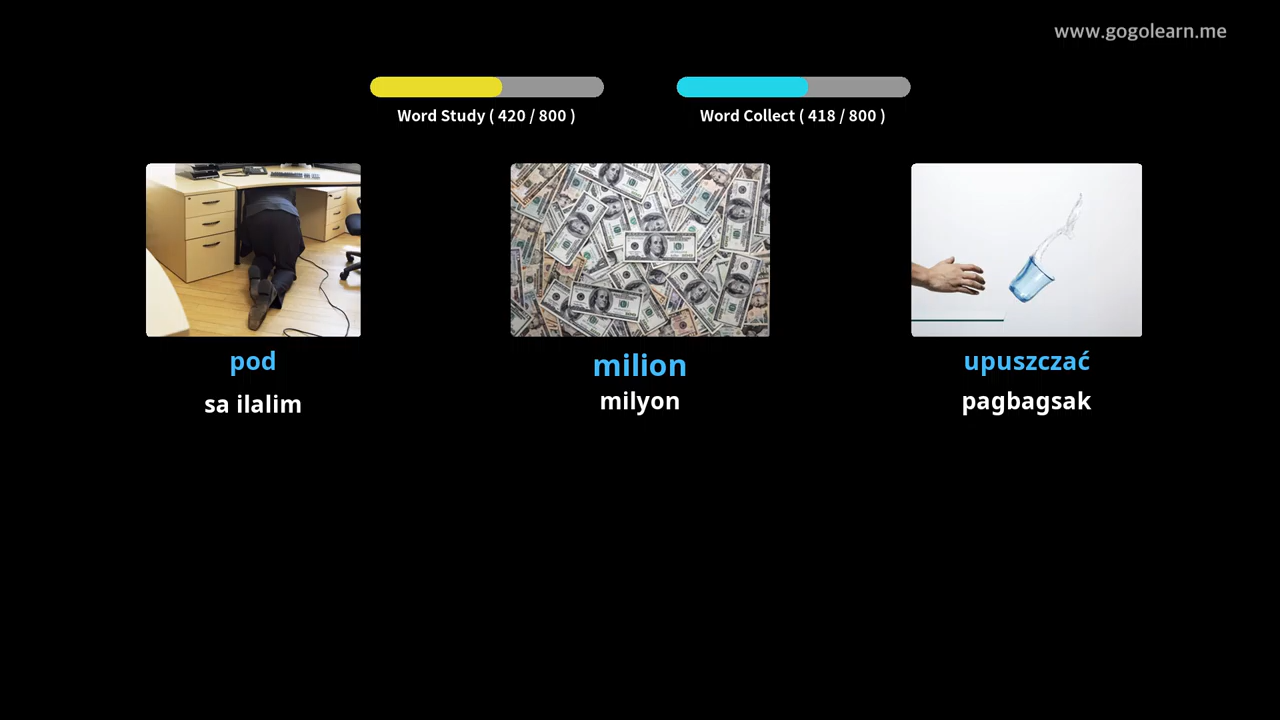 www.gogolearn.me
Word Study ( 420 / 800 )
Word Collect ( 418 / 800 )
pod
sa ilalim
milion
milyon
upuszczać
pagbagsak